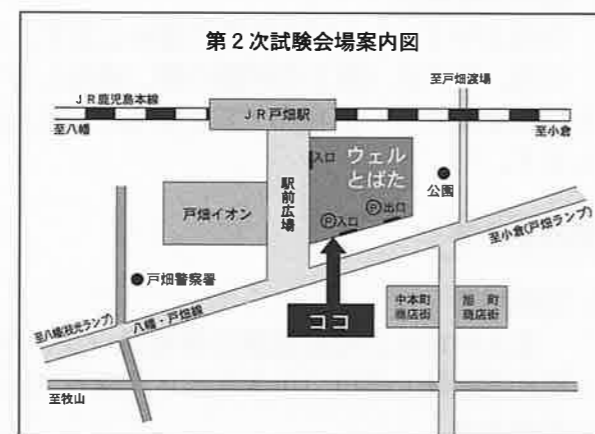 第2次試験会場案内図
至戸畑渡場
JR鹿児島本線
JR戸畑駅
至八幡
至小倉
入口
ウェル
とばた
公園
駅前広場
戸畑イオン
Ⓟ出口
Ⓟ入口
至小倉(戸畑ランプ)
戸畑警察署
中本町
商店街
旭町
商店街
ココ
至八幡(枝光ランプ)
八幡・戸畑線
至牧山